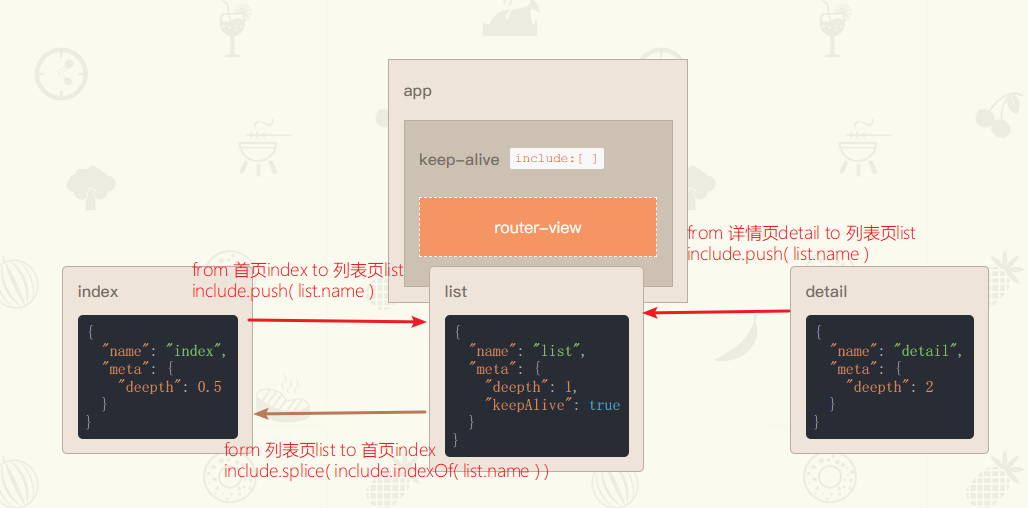 app
keep-alive include:[ ]
router-view
from 详情页detail to 列表页list
include.push( list.name )
from 首页index to 列表页list
include.push( list.name )
index
{
"name": "index",
"meta": {
"deepth": 0.5
}
}
list
{
"name": "list",
"meta": {
"deepth": 1,
"keepAlive": true
}
}
detail
{
"name": "detail",
"meta": {
"deepth": 2
}
}
form 列表页list to 首页index
include.splice( include.indexOf( list.name ) )